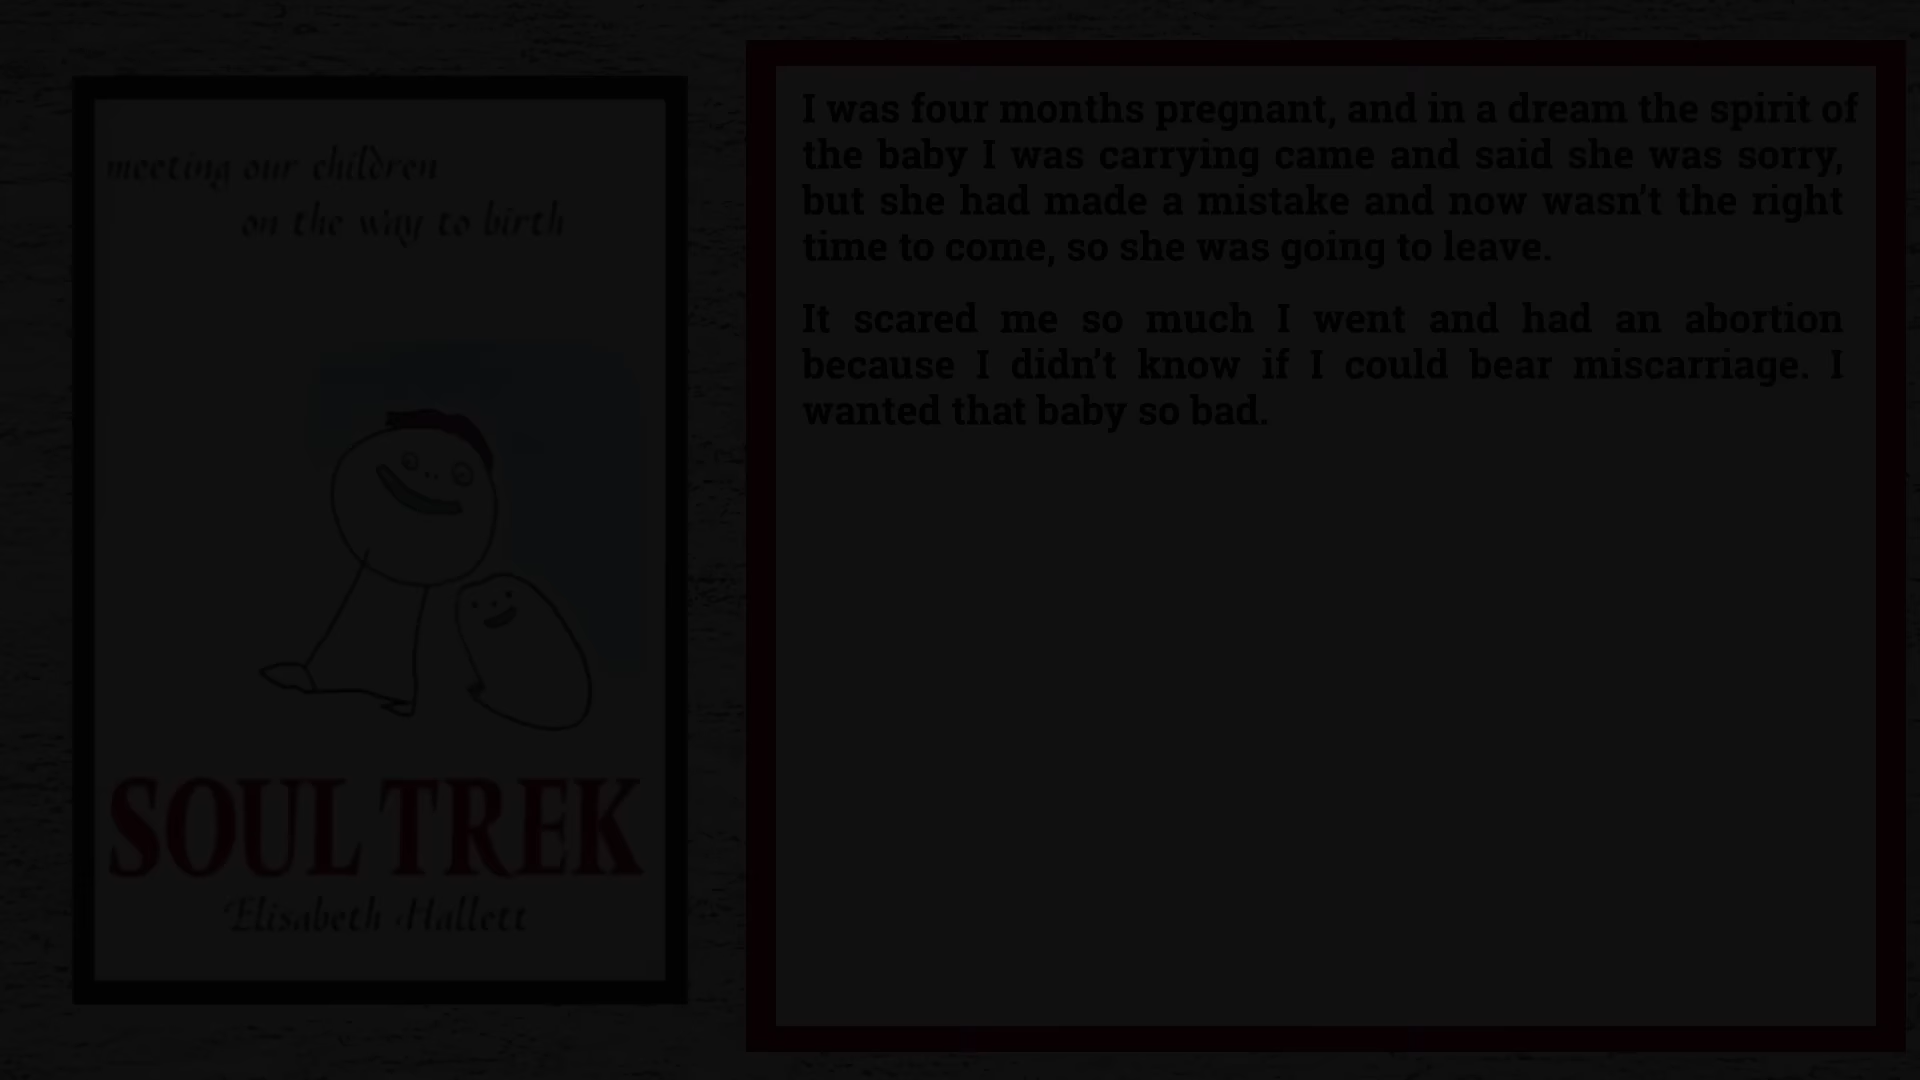 meeting our children
on the way to birth
SOUL TREK
Elisabeth Hallett
I was four months pregnant, and in a dream the spirit of
the baby I was carrying came and said she was sorry,
but she had made a mistake and now wasn't the right
time to come, so she was going to leave.
It scared me so much I went and had an abortion
because I didn't know if I could bear miscarriage. I
wanted that baby so bad.